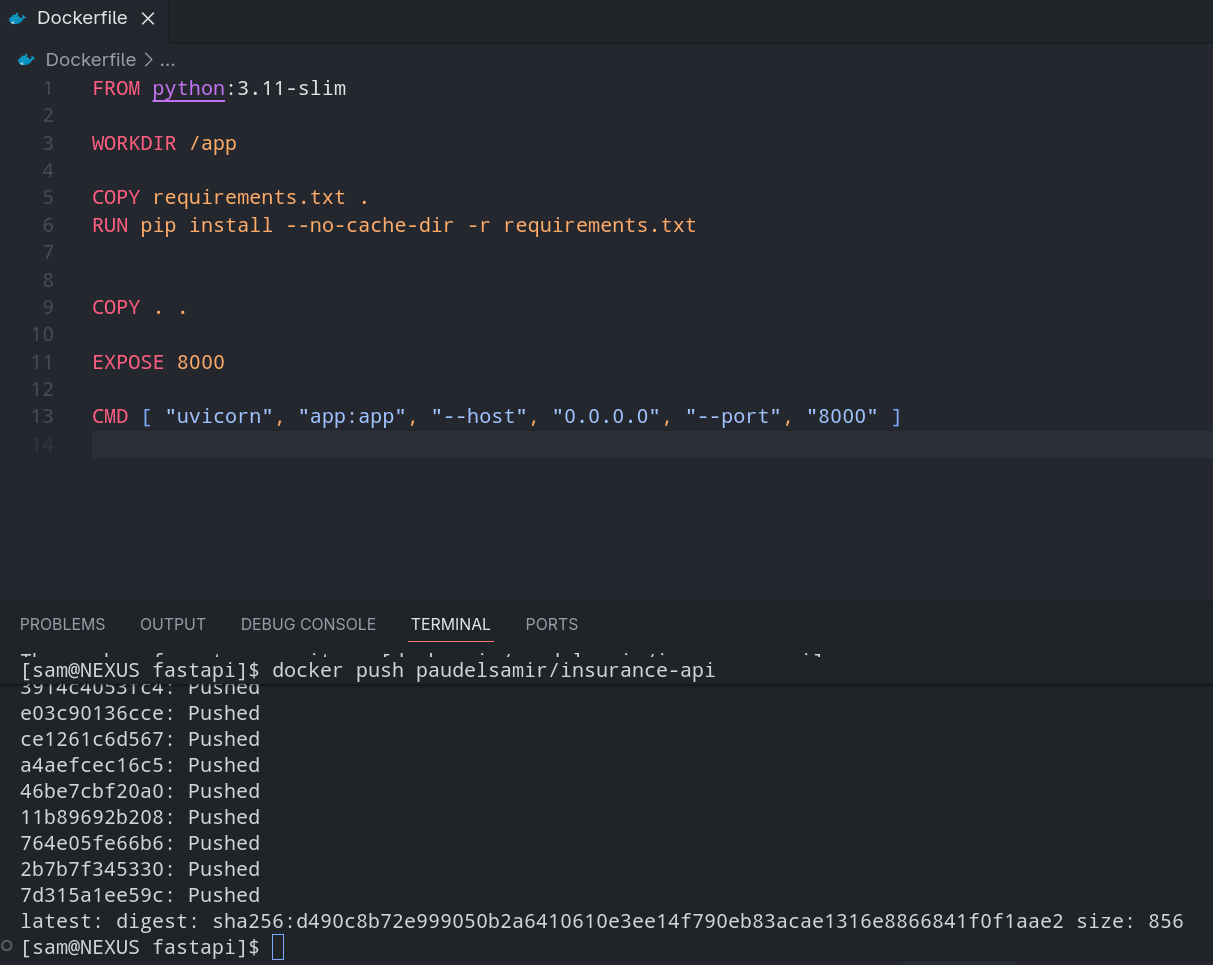 Dockerfile
Dockerfile > ...
1 FROM python:3.11-slim
2
3 WORKDIR /app
4
5 COPY requirements.txt .
6 RUN pip install --no-cache-dir -r requirements.txt
7
8
9 COPY . .
10
11 EXPOSE 8000
12
13 CMD [ "uvicorn", "app:app", "--host", "0.0.0.0", "--port", "8000" ]
14
PROBLEMS OUTPUT DEBUG CONSOLE TERMINAL PORTS
[sam@NEXUS fastapi]$ docker push paudelsamir/insurance-api
3914c4053fc4: Pushed
e03c90136cce: Pushed
ce1261c6d567: Pushed
a4aefcec16c5: Pushed
46be7cbf20a0: Pushed
11b89692b208: Pushed
764e05fe66b6: Pushed
2b7b7f345330: Pushed
7d315a1ee59c: Pushed
latest: digest: sha256:d490c8b72e999050b2a6410610e3ee14f790eb83acae1316e8866841f0f1aae2 size: 856
[sam@NEXUS fastapi]$